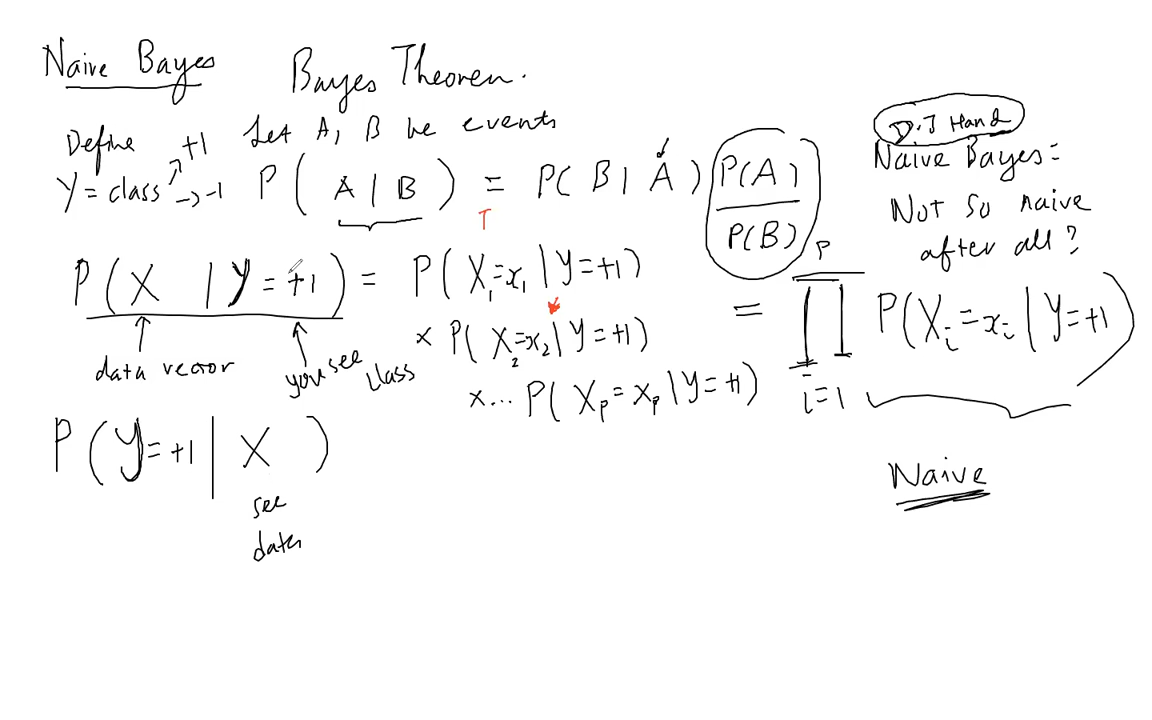 Naive Bayes
Bayes Theorem.
Define
Y = class → +1 → -1
Let A, B be events
P( A | B ) = P( B | A ) P(A) / P(B)
D.J Hand
Naive Bayes:
Not so naive
after all?
P( X | Y = +1 ) = P( X₁=x₁ | Y = +1 )
× P( X₂=x₂ | Y = +1 )
×... P( Xₚ=xₚ | Y = +1 )
data vector
you see class
= ∏ᵢ₌₁ᵖ P( Xᵢ=xᵢ | Y = +1 )
Naive
P( Y = +1 | X )
see
data